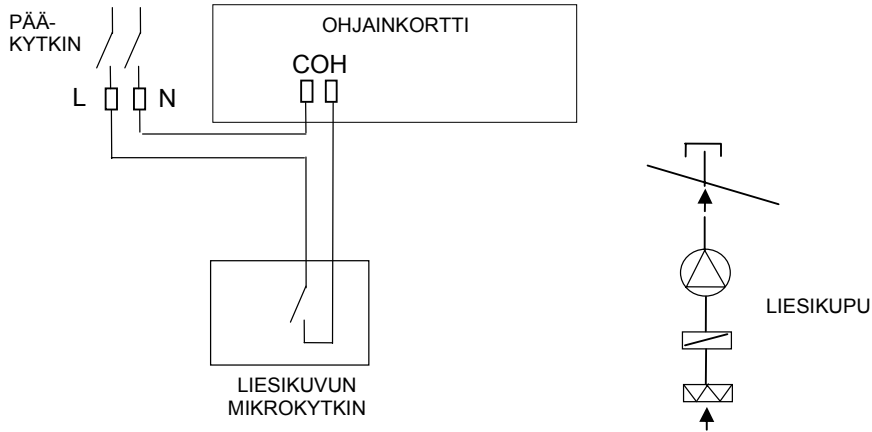 PÄÄ-
KYTKIN
OHJAINKORTTI
COH
L N
LIESIKUPU
LIESIKUVUN
MIKROKYTKIN